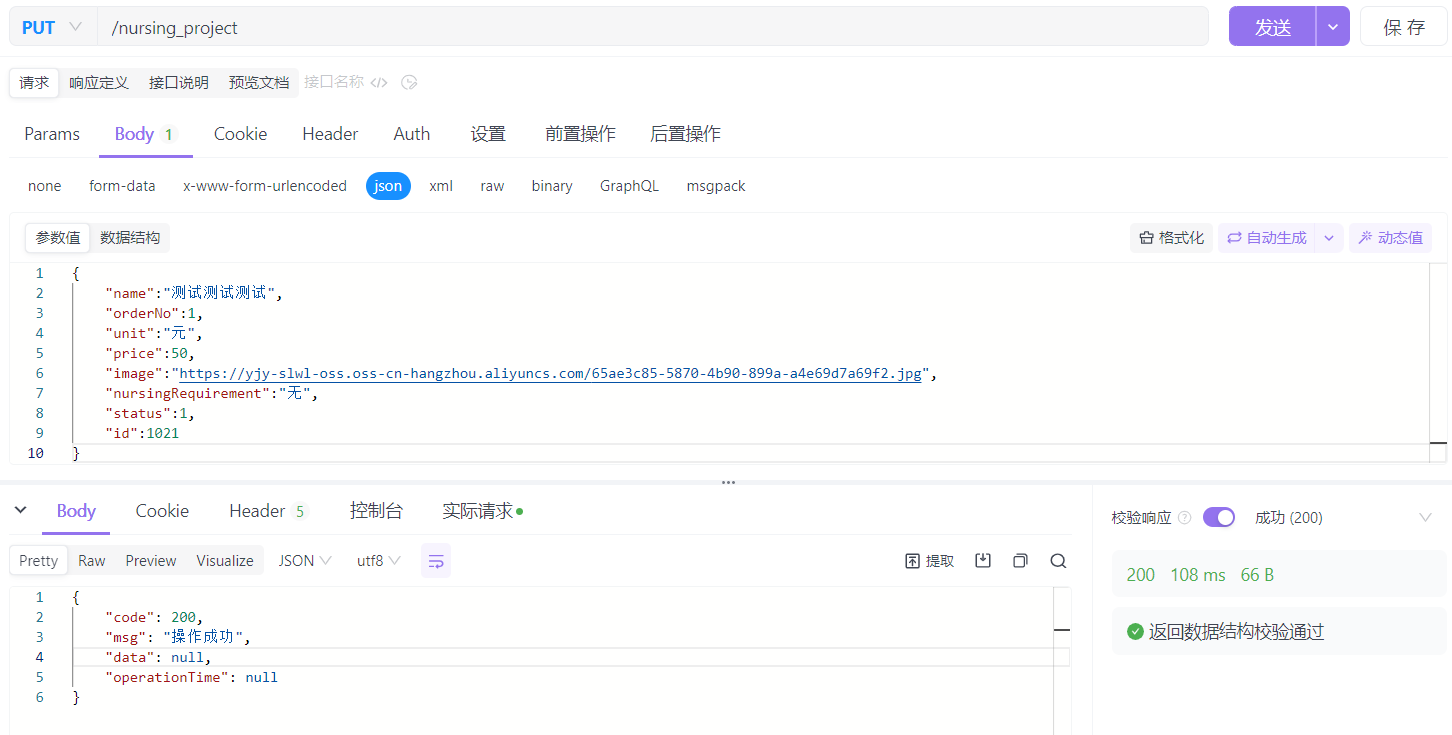 PUT /nursing_project 发送 保存
请求 响应定义 接口说明 预览文档 接口名称 </>
Params Body 1 Cookie Header Auth 设置 前置操作 后置操作
none form-data x-www-form-urlencoded json xml raw binary GraphQL msgpack
参数值 数据结构 格式化 自动生成 动态值
1 {
2 "name":"测试测试测试",
3 "orderNo":1,
4 "unit":"元",
5 "price":50,
6 "image":"https://yjy-slwl-oss.oss-cn-hangzhou.aliyuncs.com/65ae3c85-5870-4b90-899a-a4e69d7a69f2.jpg",
7 "nursingRequirement":"无",
8 "status":1,
9 "id":1021
10 }
Body Cookie Header 5 控制台 实际请求
Pretty Raw Preview Visualize JSON utf8 提取
1 {
2 "code": 200,
3 "msg": "操作成功",
4 "data": null,
5 "operationTime": null
6 }
校验响应 ? 成功 (200)
200 108 ms 66 B
返回数据结构校验通过